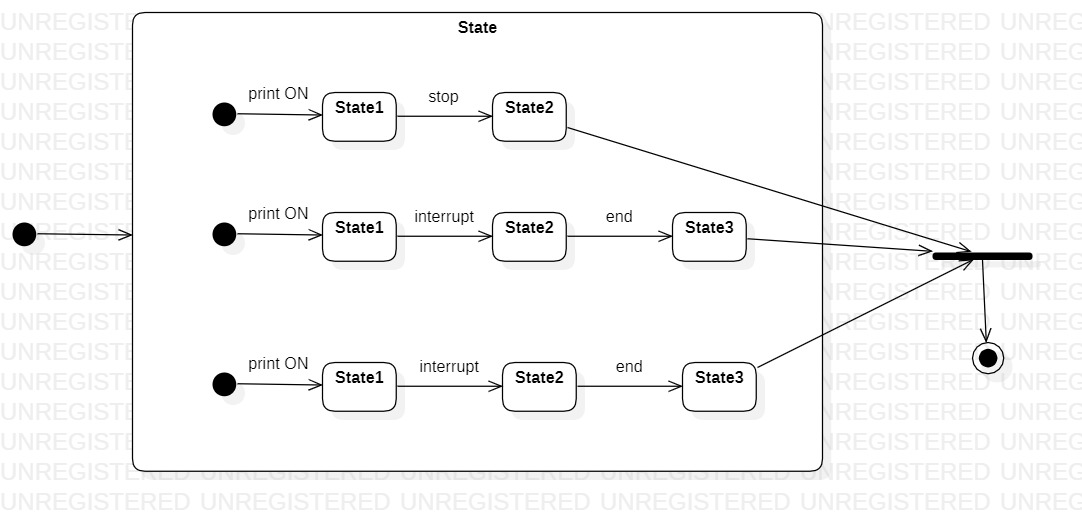 State
print ON
State1
stop
State2
print ON
State1
interrupt
State2
end
State3
print ON
State1
interrupt
State2
end
State3
UNREGISTERED UNREGISTERED UNREGISTERED UNREGISTERED UNREGISTERED UNREG